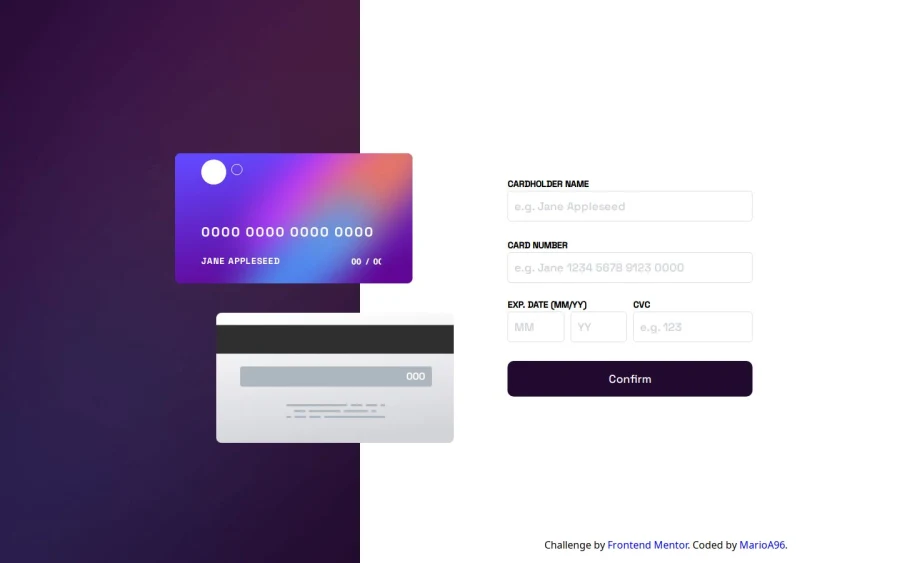 0000 0000 0000 0000
JANE APPLESEED
00 / 0
000
CARDHOLDER NAME
e.g. Jane Appleseed
CARD NUMBER
e.g. Jane 1234 5678 9123 0000
EXP. DATE (MM/YY) CVC
MM YY e.g. 123
Confirm
Challenge by Frontend Mentor. Coded by MarioA96.